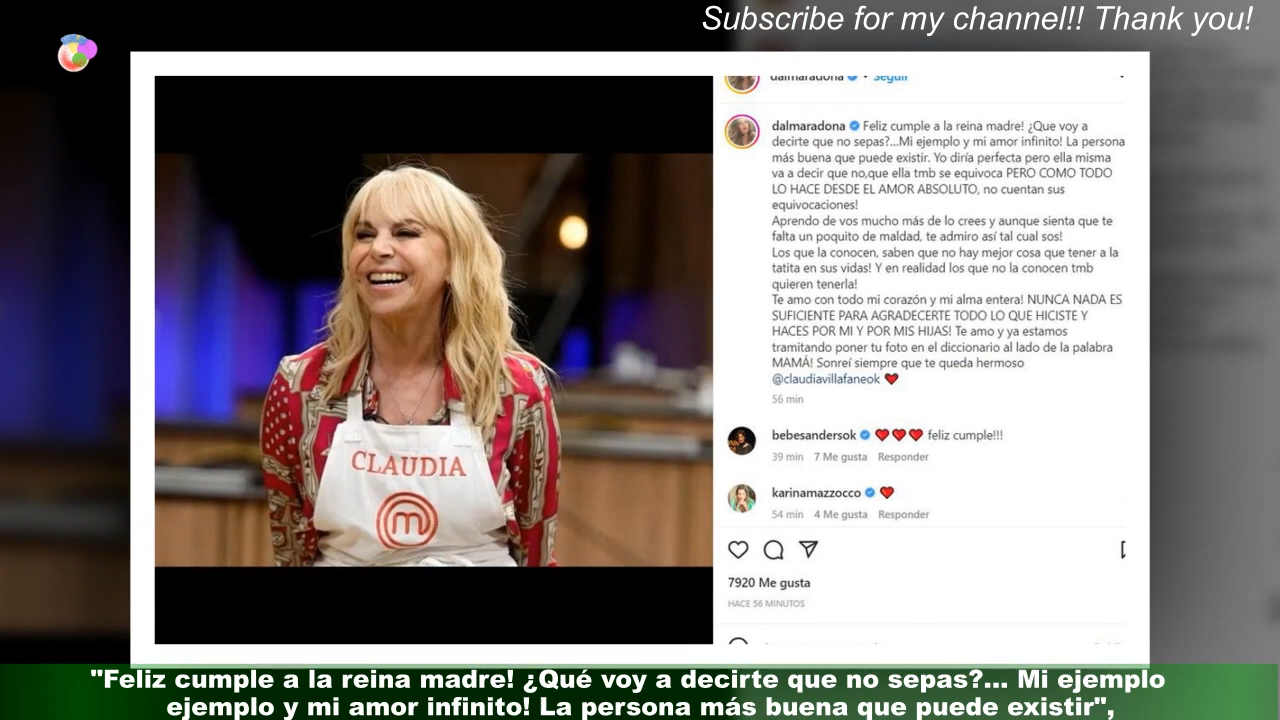 Subscribe for my channel!! Thank you!
dalmaradona • Seguir
dalmaradona Feliz cumple a la reina madre! ¿Que voy a
decirte que no sepas?...Mi ejemplo y mi amor infinito! La persona
más buena que puede existir. Yo diría perfecta pero ella misma
va a decir que no,que ella tmb se equivoca PERO COMO TODO
LO HACE DESDE EL AMOR ABSOLUTO, no cuentan sus
equivocaciones!
Aprendo de vos mucho más de lo crees y aunque sienta que te
falta un poquito de maldad, te admiro así tal cual sos!
Los que la conocen, saben que no hay mejor cosa que tener a la
tatita en sus vidas! Y en realidad los que no la conocen tmb
quieren tenerla!
Te amo con todo mi corazón y mi alma entera! NUNCA NADA ES
SUFICIENTE PARA AGRADECERTE TODO LO QUE HICISTE Y
HACES POR MI Y POR MIS HIJAS! Te amo y ya estamos
tramitando poner tu foto en el diccionario al lado de la palabra
MAMÁ! Sonreí siempre que te queda hermoso
@claudiavillafaneok ❤
56 min
bebesandersok ❤❤❤ feliz cumple!!!
39 min 7 Me gusta Responder
karinamazzocco ❤
54 min 4 Me gusta Responder
7920 Me gusta
HACE 56 MINUTOS
CLAUDIA
m
"Feliz cumple a la reina madre! ¿Qué voy a decirte que no sepas?... Mi ejemplo
ejemplo y mi amor infinito! La persona más buena que puede existir",